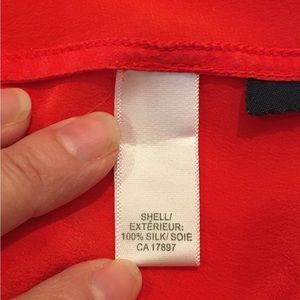 SHELL/
EXTÉRIEUR:
100% SILK/ SOIE
CA 17897